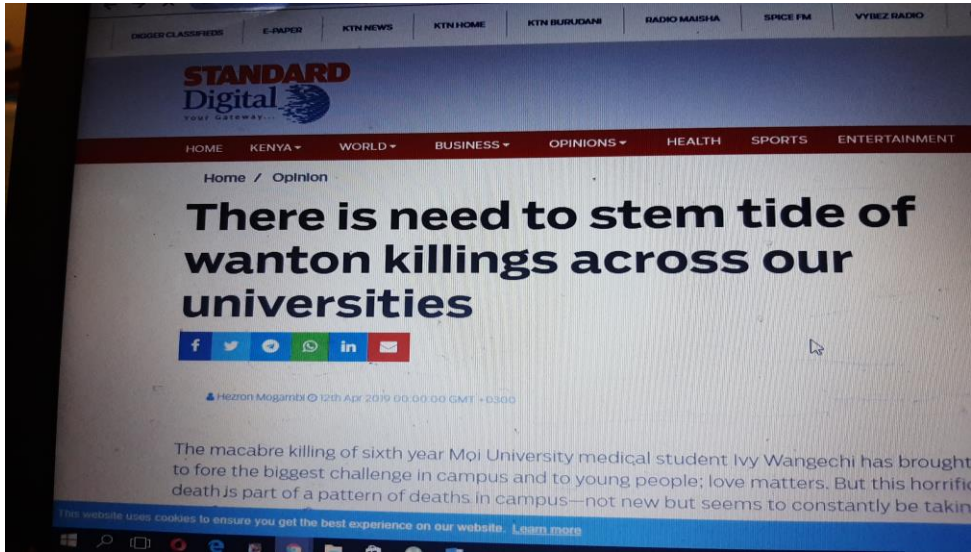 DIGGER CLASSIFIEDS E-PAPER KTN NEWS KTN HOME KTN BURUDANI RADIO MAISHA SPICE FM VYBEZ RADIO
STANDARD
Digital
Your Gateway...
HOME KENYA WORLD BUSINESS OPINIONS HEALTH SPORTS ENTERTAINMENT
Home / Opinion
There is need to stem tide of
wanton killings across our
universities
f in
Hezron Mogambi 12th Apr 2019 00:00:00 GMT +0300
The macabre killing of sixth year Moi University medical student Ivy Wangechi has brought
to fore the biggest challenge in campus and to young people; love matters. But this horrific
death is part of a pattern of deaths in campus—not new but seems to constantly be takin
This website uses cookies to ensure you get the best experience on our website. Learn more